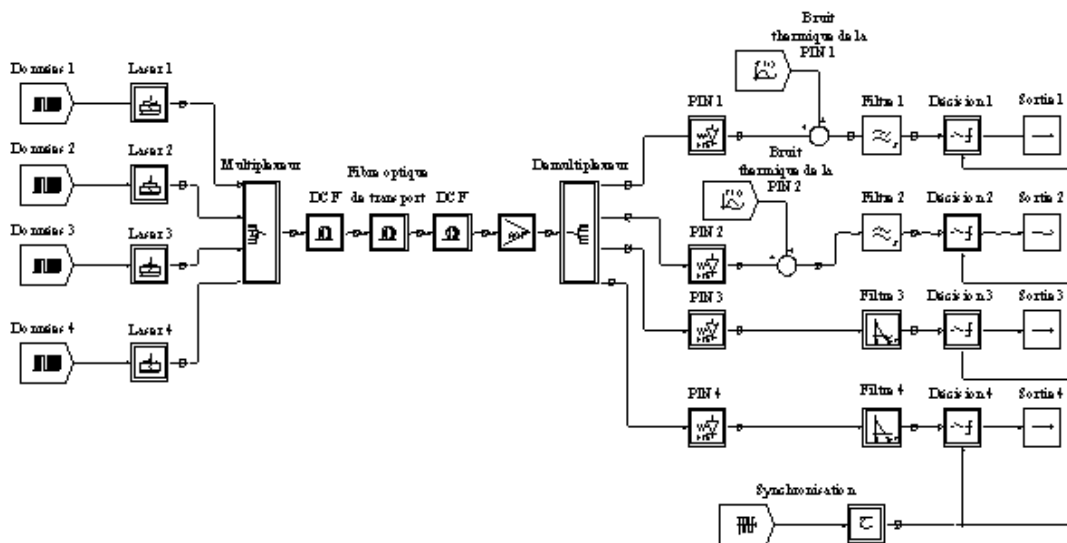 Bruit
thermique de la
PIN 1
Données 1
Laser 1
PIN 1
Filtre 1
Décision 1
Sortie 1
Données 2
Laser 2
Multiplexeur
Fibre optique
DCF de transport DCF
Demultiplexeur
Bruit
thermique de la
PIN 2
Filtre 2
Décision 2
Sortie 2
Données 3
Laser 3
PIN 2
PIN 3
Filtre 3
Décision 3
Sortie 3
Données 4
Laser 4
PIN 4
Filtre 4
Décision 4
Sortie 4
Synchronisation